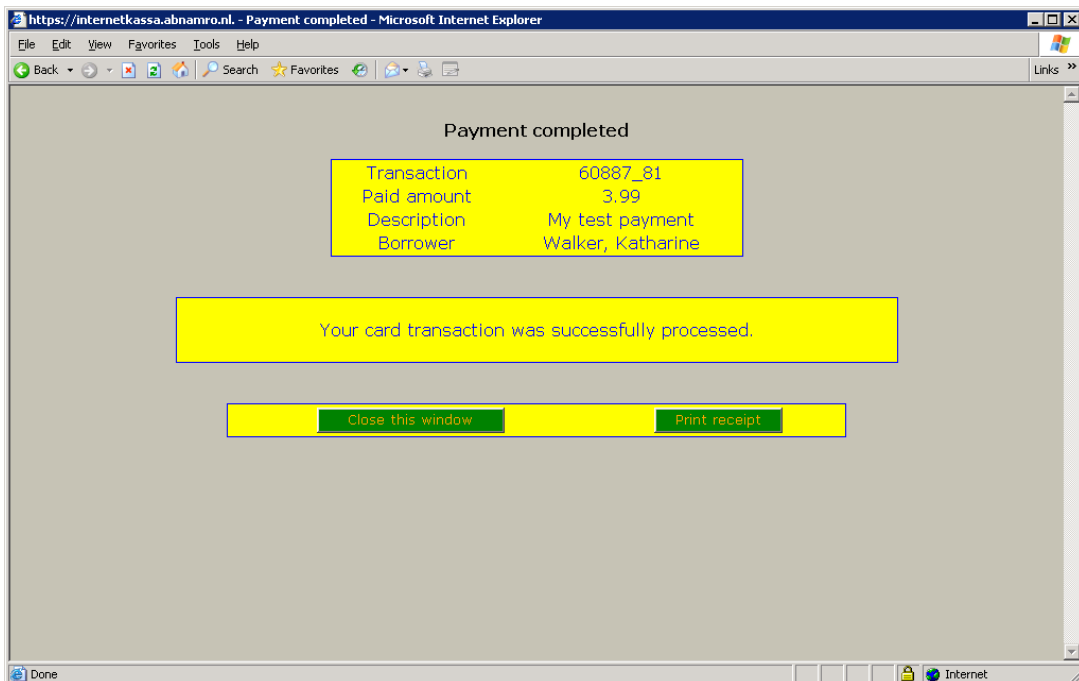 https://internetkassa.abnamro.nl. - Payment completed - Microsoft Internet Explorer
File Edit View Favorites Tools Help
Back Search Favorites Links »
Payment completed
Transaction 60887_81
Paid amount 3.99
Description My test payment
Borrower Walker, Katharine
Your card transaction was successfully processed.
Close this window Print receipt
Done Internet